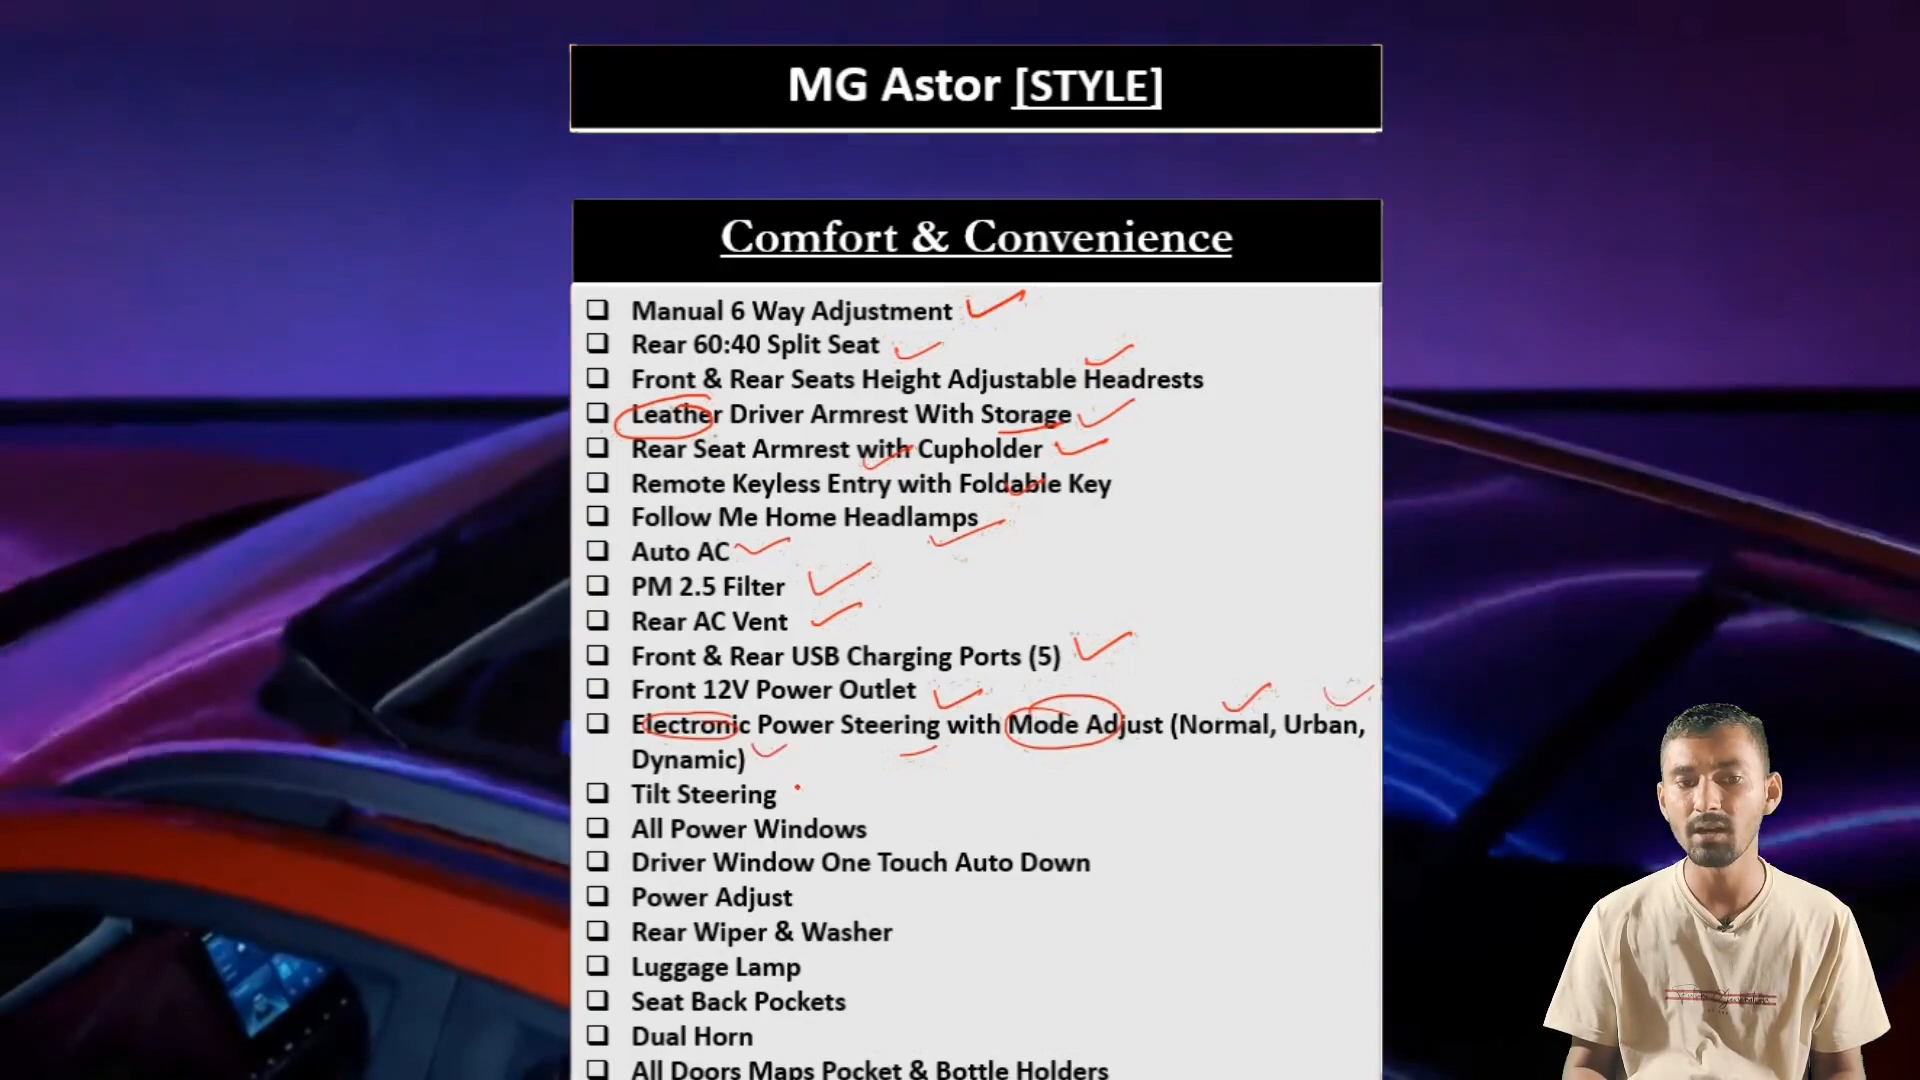 MG Astor [STYLE]
Comfort & Convenience
Manual 6 Way Adjustment
Rear 60:40 Split Seat
Front & Rear Seats Height Adjustable Headrests
Leather Driver Armrest With Storage
Rear Seat Armrest with Cupholder
Remote Keyless Entry with Foldable Key
Follow Me Home Headlamps
Auto AC
PM 2.5 Filter
Rear AC Vent
Front & Rear USB Charging Ports (5)
Front 12V Power Outlet
Electronic Power Steering with Mode Adjust (Normal, Urban,
Dynamic)
Tilt Steering
All Power Windows
Driver Window One Touch Auto Down
Power Adjust
Rear Wiper & Washer
Luggage Lamp
Seat Back Pockets
Dual Horn
All Doors Maps Pocket & Bottle Holders